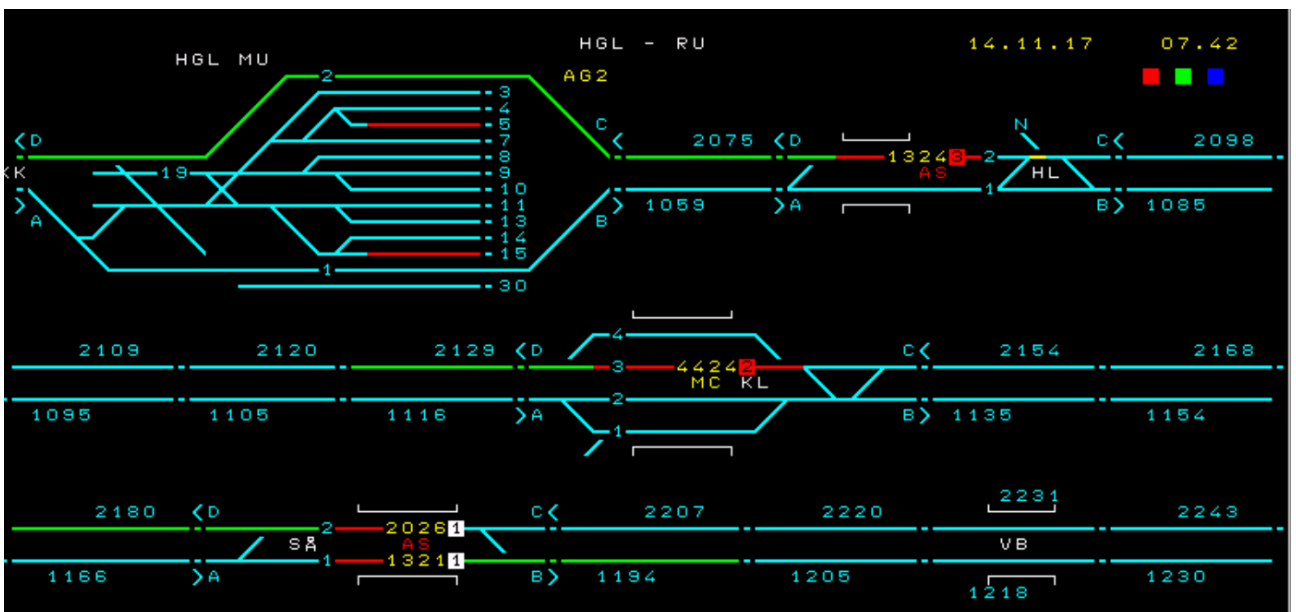 HGL - RU 14.11.17 07.42
HGL MU
2 AG2
3
4
5
C N
D 7 2075 D C 2098
8 1324 3 2
KK 19 9 AS HL
10 1
11 1059 A B 1085
A 13 B
14
15
1
30
4
2109 2120 2129 D C 2154 2168
3 4424 2
MC KL
2
1095 1105 1116 A B 1135 1154
1
2231
2180 D C 2207 2220 2243
2 2026 1
SÅ AS VB
1 1321 1
1166 A B 1194 1205 1230
1218